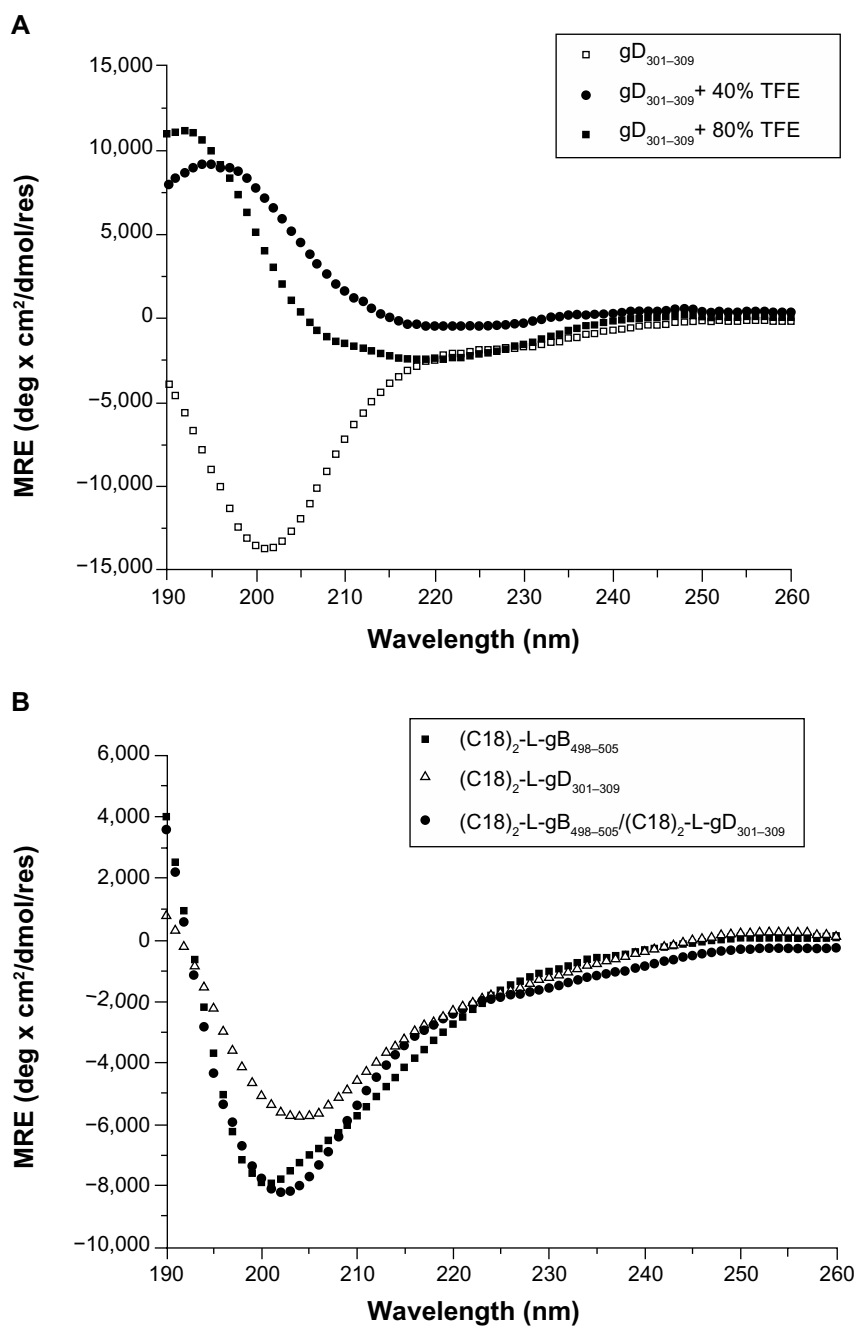 A
gD₃₀₁₋₃₀₉
gD₃₀₁₋₃₀₉+ 40% TFE
gD₃₀₁₋₃₀₉+ 80% TFE
15,000
10,000
5,000
0
−5,000
−10,000
−15,000
MRE (deg x cm²/dmol/res)
190 200 210 220 230 240 250 260
Wavelength (nm)
B
(C18)₂-L-gB₄₉₈₋₅₀₅
(C18)₂-L-gD₃₀₁₋₃₀₉
(C18)₂-L-gB₄₉₈₋₅₀₅/(C18)₂-L-gD₃₀₁₋₃₀₉
6,000
4,000
2,000
0
−2,000
−4,000
−6,000
−8,000
−10,000
MRE (deg x cm²/dmol/res)
190 200 210 220 230 240 250 260
Wavelength (nm)